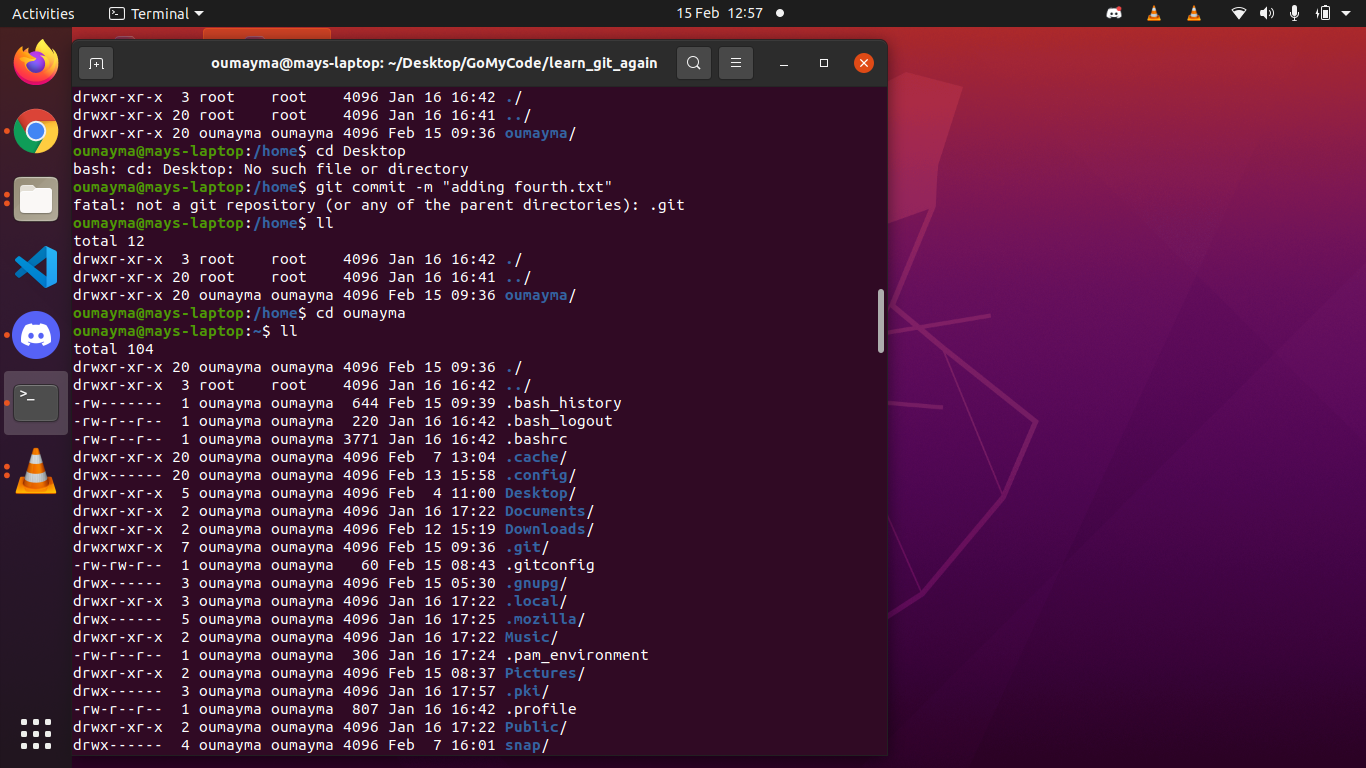 Activities
Terminal
15 Feb 12:57
oumayma@mays-laptop: ~/Desktop/GoMyCode/learn_git_again
drwxr-xr-x  3 root    root    4096 Jan 16 16:42 ./
drwxr-xr-x 20 root    root    4096 Jan 16 16:41 ../
drwxr-xr-x 20 oumayma oumayma 4096 Feb 15 09:36 oumayma/
oumayma@mays-laptop:/home$ cd Desktop
bash: cd: Desktop: No such file or directory
oumayma@mays-laptop:/home$ git commit -m "adding fourth.txt"
fatal: not a git repository (or any of the parent directories): .git
oumayma@mays-laptop:/home$ ll
total 12
drwxr-xr-x  3 root    root    4096 Jan 16 16:42 ./
drwxr-xr-x 20 root    root    4096 Jan 16 16:41 ../
drwxr-xr-x 20 oumayma oumayma 4096 Feb 15 09:36 oumayma/
oumayma@mays-laptop:/home$ cd oumayma
oumayma@mays-laptop:~$ ll
total 104
drwxr-xr-x 20 oumayma oumayma 4096 Feb 15 09:36 ./
drwxr-xr-x  3 root    root    4096 Jan 16 16:42 ../
-rw-------  1 oumayma oumayma  644 Feb 15 09:39 .bash_history
-rw-r--r--  1 oumayma oumayma  220 Jan 16 16:42 .bash_logout
-rw-r--r--  1 oumayma oumayma 3771 Jan 16 16:42 .bashrc
drwxr-xr-x 20 oumayma oumayma 4096 Feb  7 13:04 .cache/
drwx------ 20 oumayma oumayma 4096 Feb 13 15:58 .config/
drwxr-xr-x  5 oumayma oumayma 4096 Feb  4 11:00 Desktop/
drwxr-xr-x  2 oumayma oumayma 4096 Jan 16 17:22 Documents/
drwxr-xr-x  2 oumayma oumayma 4096 Feb 12 15:19 Downloads/
drwxrwxr-x  7 oumayma oumayma 4096 Feb 15 09:36 .git/
-rw-rw-r--  1 oumayma oumayma   60 Feb 15 08:43 .gitconfig
drwx------  3 oumayma oumayma 4096 Feb 15 05:30 .gnupg/
drwxr-xr-x  3 oumayma oumayma 4096 Jan 16 17:22 .local/
drwx------  5 oumayma oumayma 4096 Jan 16 17:25 .mozilla/
drwxr-xr-x  2 oumayma oumayma 4096 Jan 16 17:22 Music/
-rw-r--r--  1 oumayma oumayma  306 Jan 16 17:24 .pam_environment
drwxr-xr-x  2 oumayma oumayma 4096 Feb 15 08:37 Pictures/
drwx------  3 oumayma oumayma 4096 Jan 16 17:57 .pki/
-rw-r--r--  1 oumayma oumayma  807 Jan 16 16:42 .profile
drwxr-xr-x  2 oumayma oumayma 4096 Jan 16 17:22 Public/
drwx------  4 oumayma oumayma 4096 Feb  7 16:01 snap/